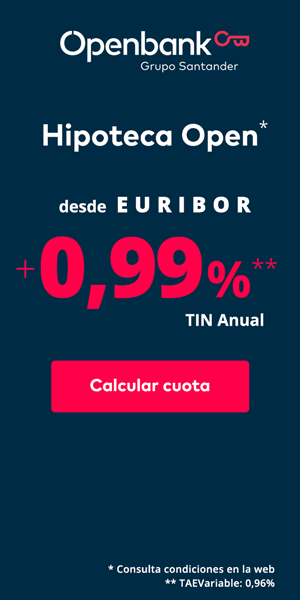 Openbank
Grupo Santander
Hipoteca Open*
desde EURIBOR
+0,99%**
TIN Anual
Calcular cuota
* Consulta condiciones en la web
** TAEVariable: 0,96%